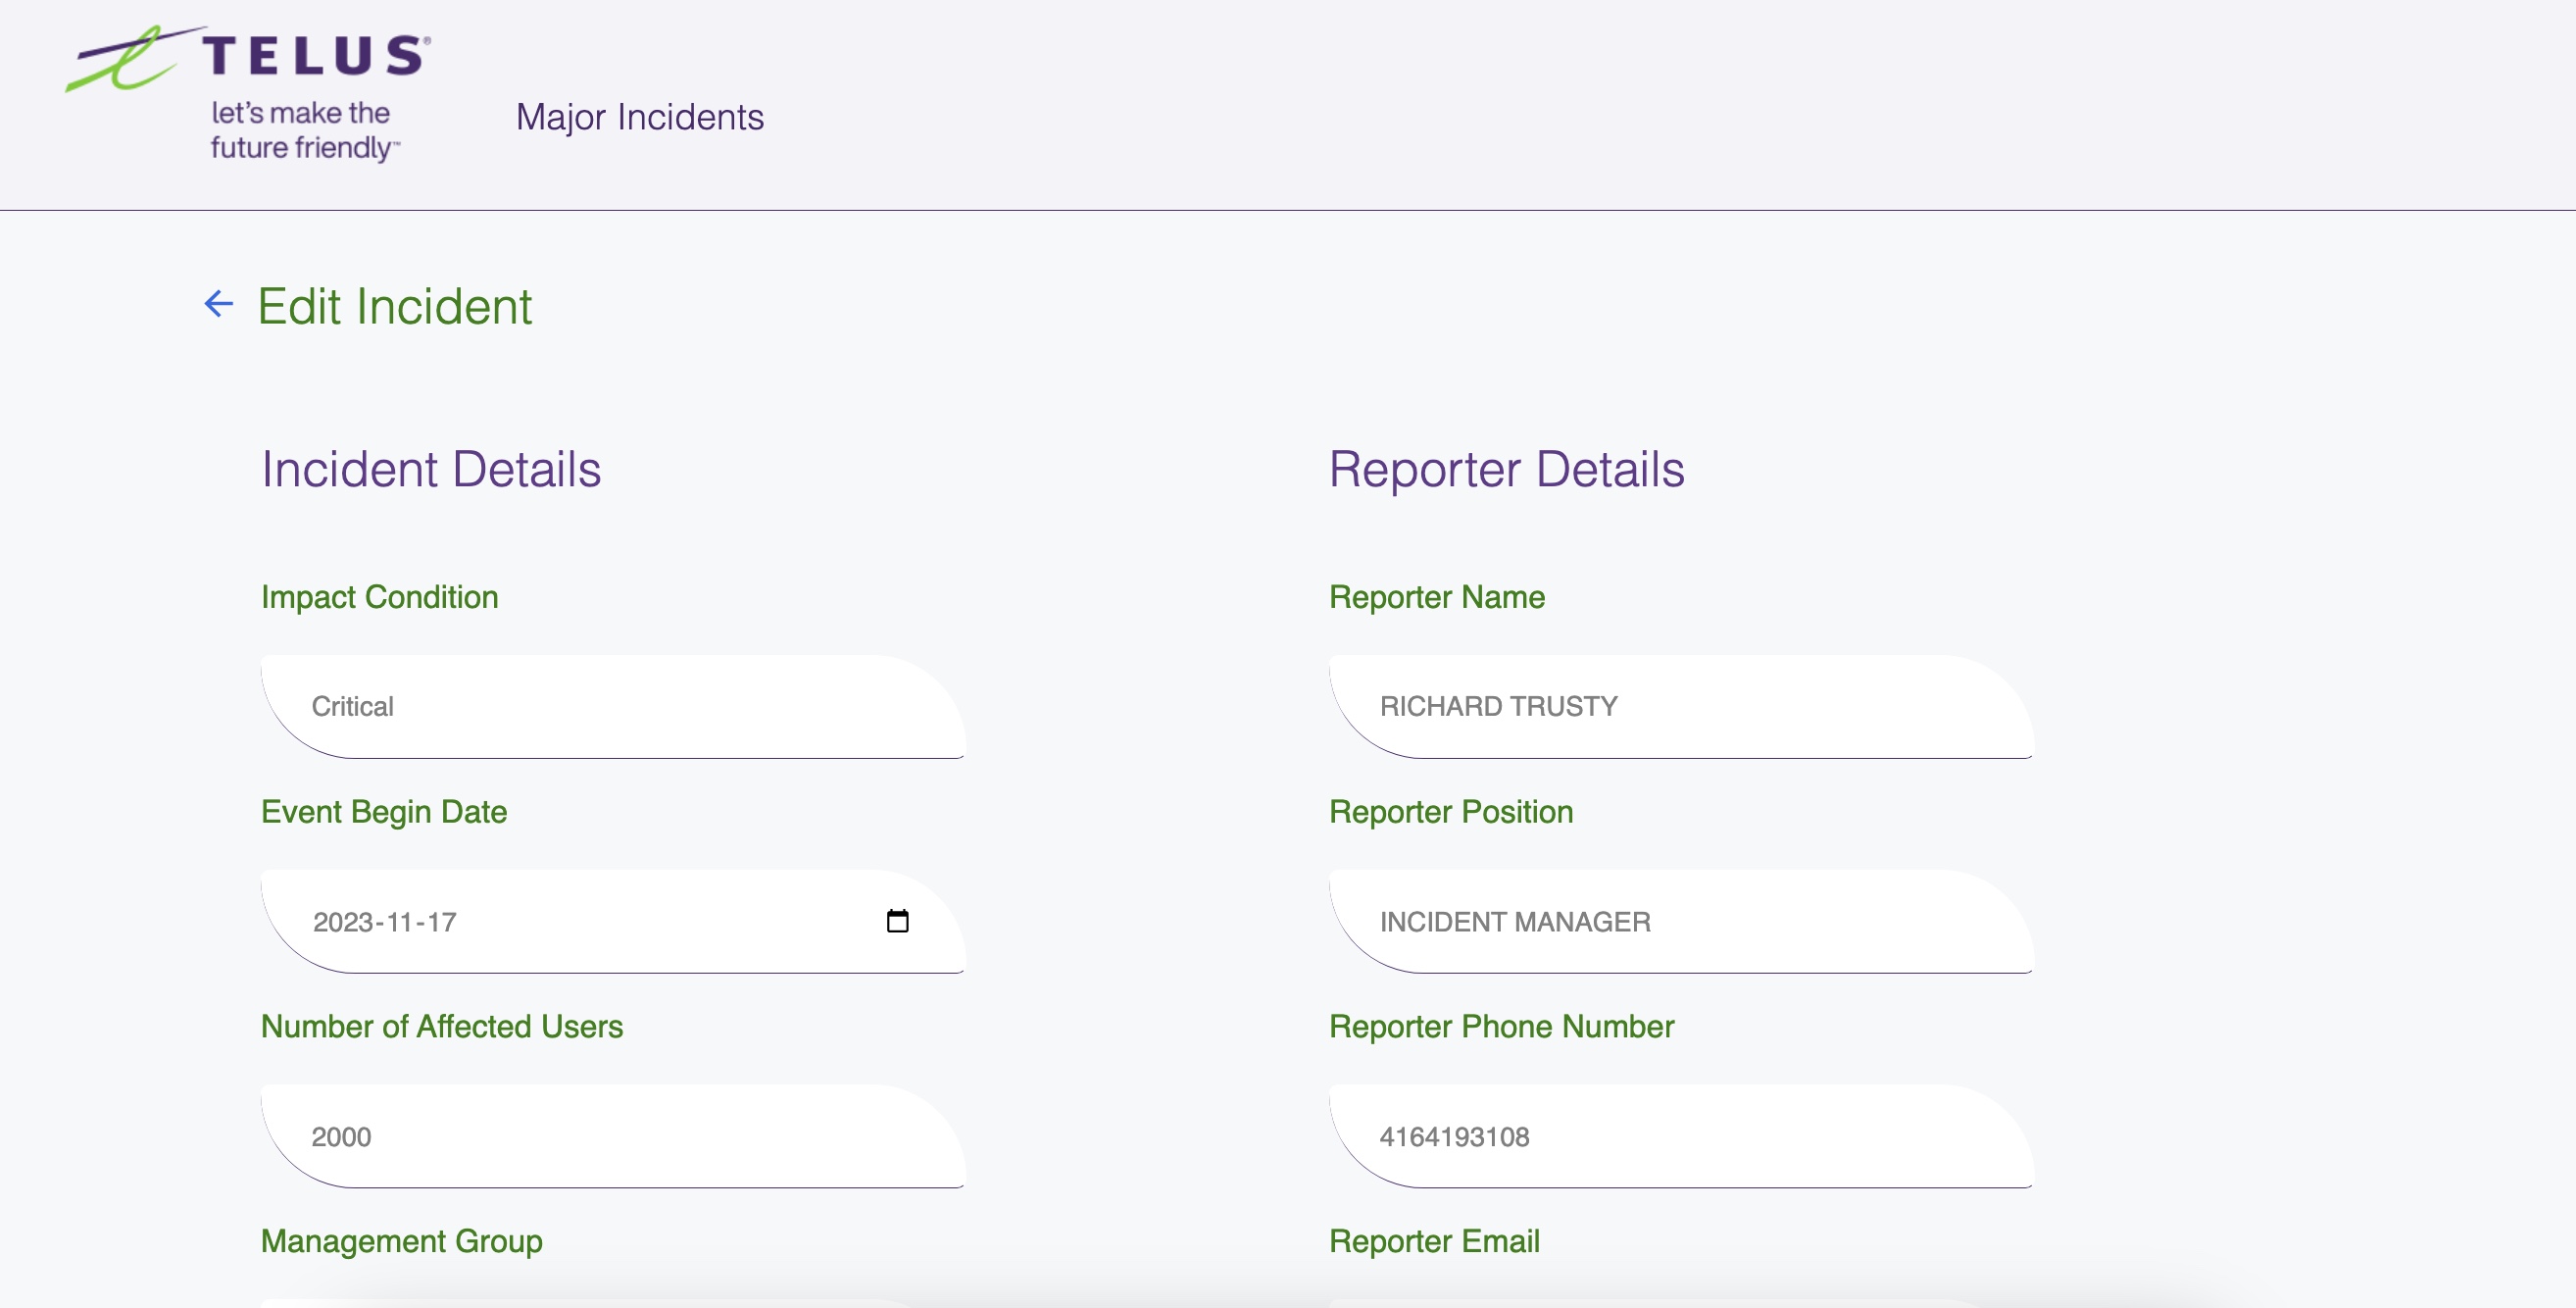 TELUS®
let's make the
future friendly™
Major Incidents
Edit Incident
Incident Details
Impact Condition
Critical
Event Begin Date
2023-11-17
Number of Affected Users
2000
Management Group
Reporter Details
Reporter Name
RICHARD TRUSTY
Reporter Position
INCIDENT MANAGER
Reporter Phone Number
4164193108
Reporter Email